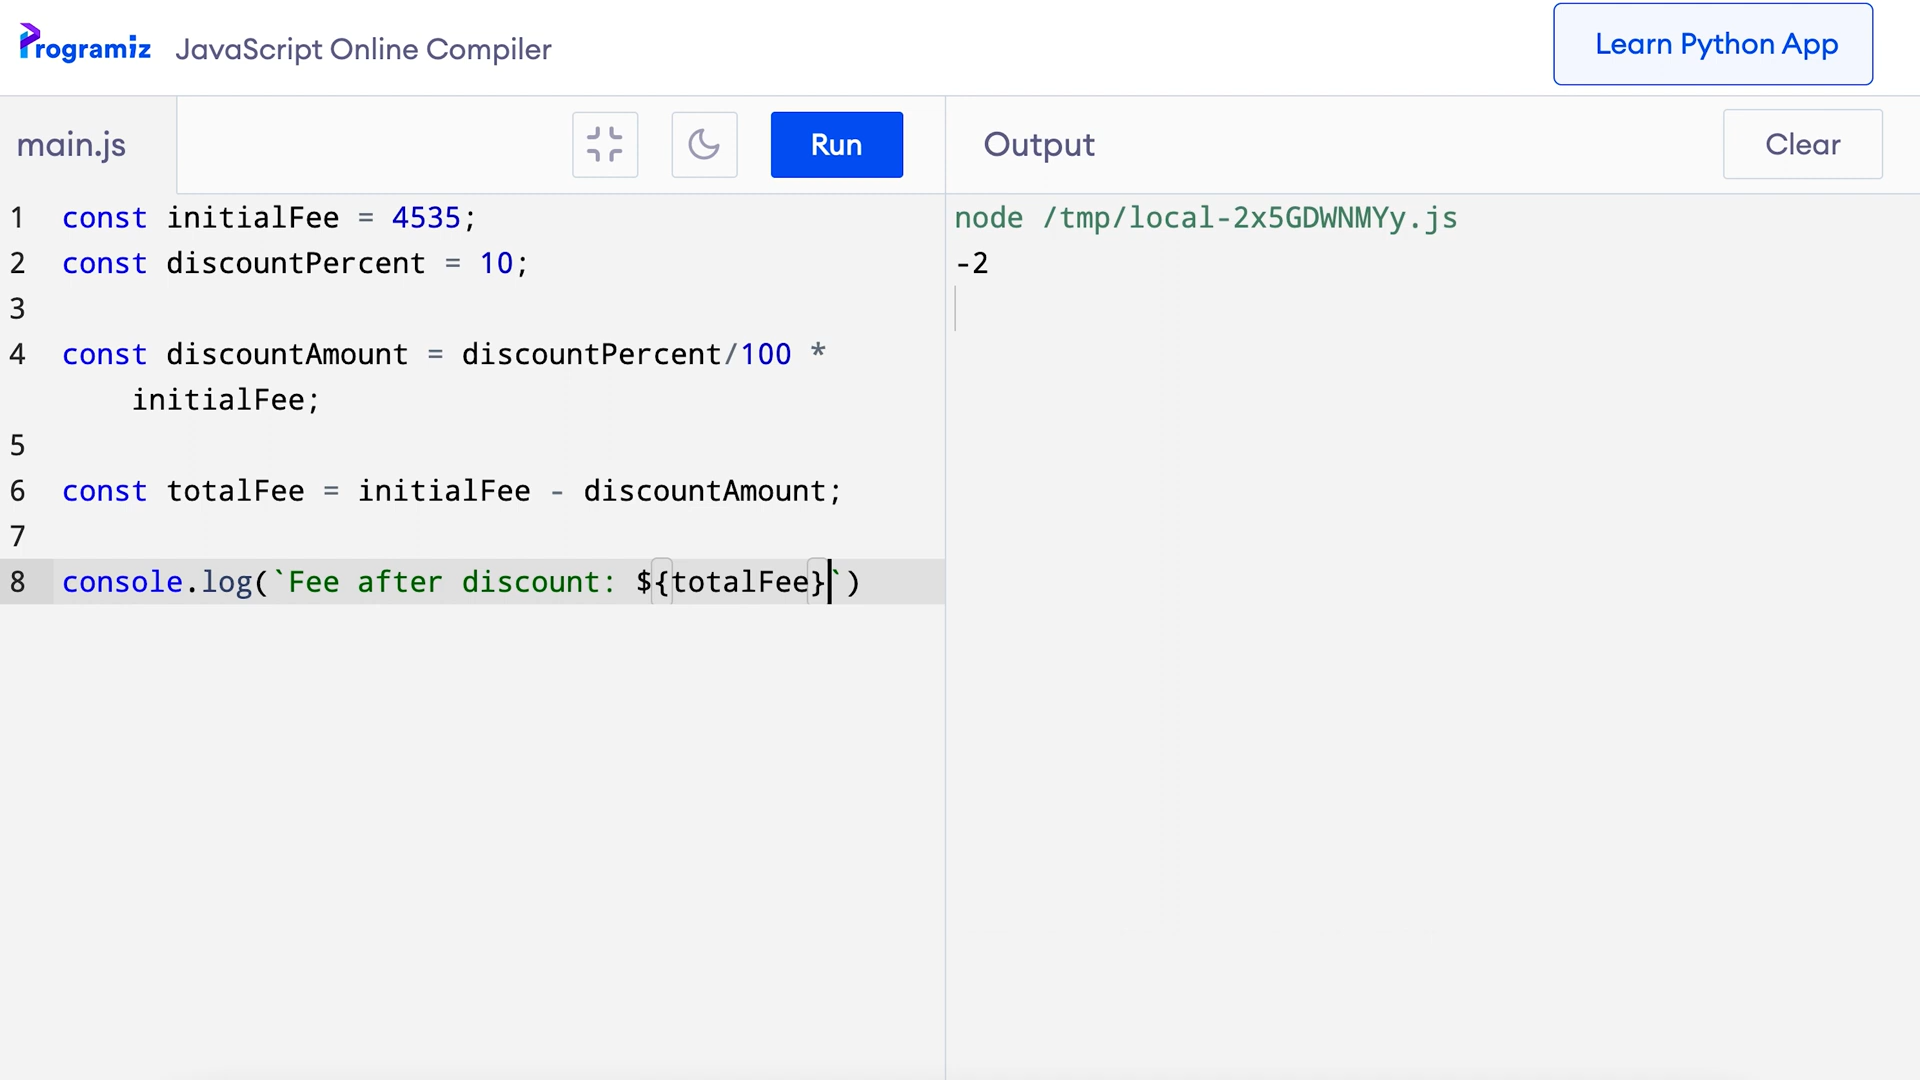 Programiz JavaScript Online Compiler Learn Python App
main.js Run Output Clear
1 const initialFee = 4535;
2 const discountPercent = 10;
3
4 const discountAmount = discountPercent/100 *
initialFee;
5
6 const totalFee = initialFee - discountAmount;
7
8 console.log(`Fee after discount: ${totalFee}`)
node /tmp/local-2x5GDWNMYy.js
-2